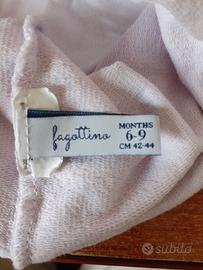 fagottino
MONTHS
6-9
CM 42-44
subito